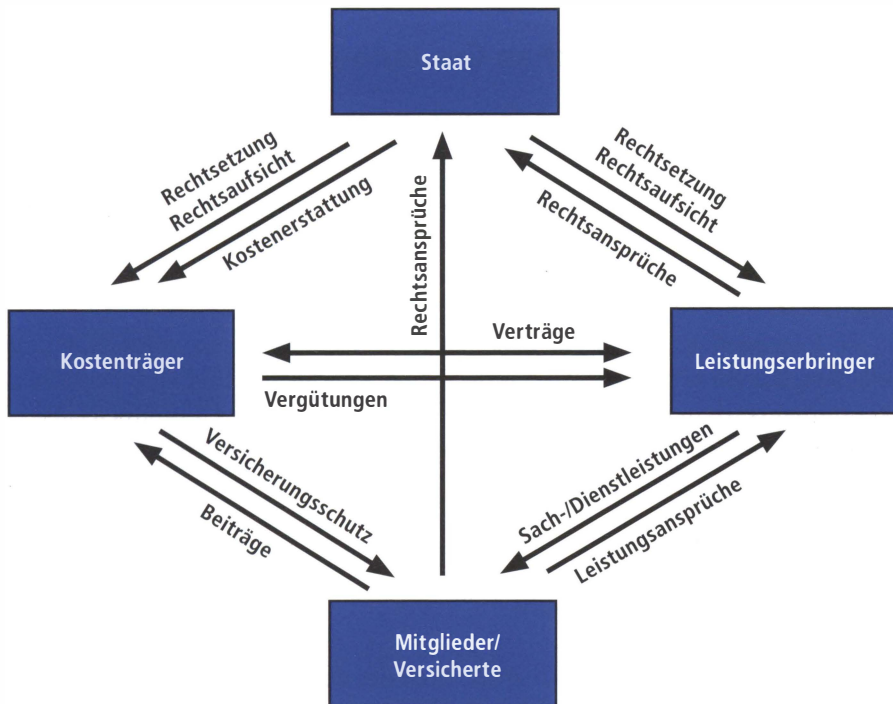 Staat
Rechtsetzung
Rechtsaufsicht
Kostenerstattung
Rechtsansprüche
Rechtsetzung
Rechtsaufsicht
Rechtsansprüche
Kostenträger
Verträge
Vergütungen
Leistungserbringer
Versicherungsschutz
Beiträge
Sach-/Dienstleistungen
Leistungsansprüche
Mitglieder/
Versicherte